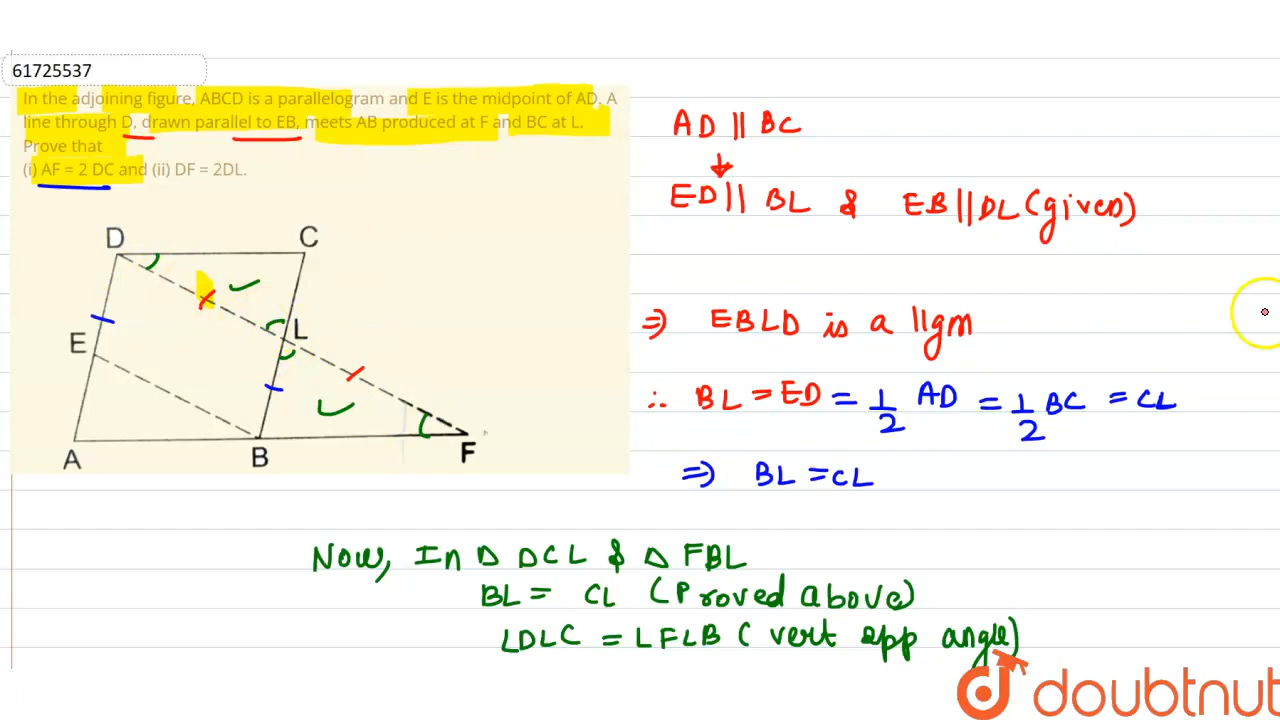 61725537
In the adjoining figure, ABCD is a parallelogram and E is the midpoint of AD. A
line through D, drawn parallel to EB, meets AB produced at F and BC at L.
Prove that
(i) AF = 2 DC and (ii) DF = 2DL.
D C
E L
A B F
AD || BC
ED || BL & EB || DL (given)
⇒ EBLD is a ||gm
∴ BL = ED = 1/2 AD = 1/2 BC = CL
⇒ BL = CL
Now, In Δ DCL & Δ FBL
BL = CL (Proved above)
∠DLC = ∠FLB (vert opp angle)
doubtnut